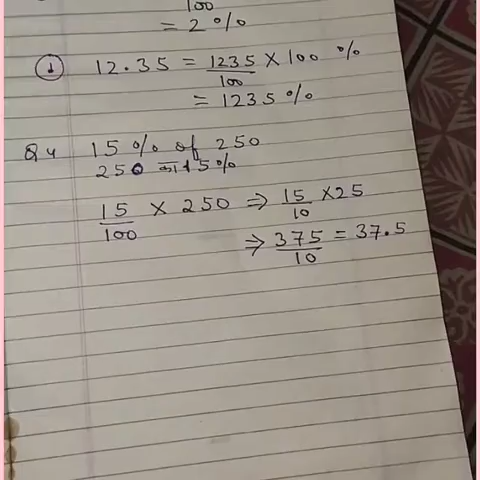 100
= 2 %
d 12.35 = 1235/100 × 100 %
= 1235 %
Q4 15 % of 250
250 का 15 %
15/100 × 250 ⇒ 15/10 × 25
⇒ 375/10 = 37.5